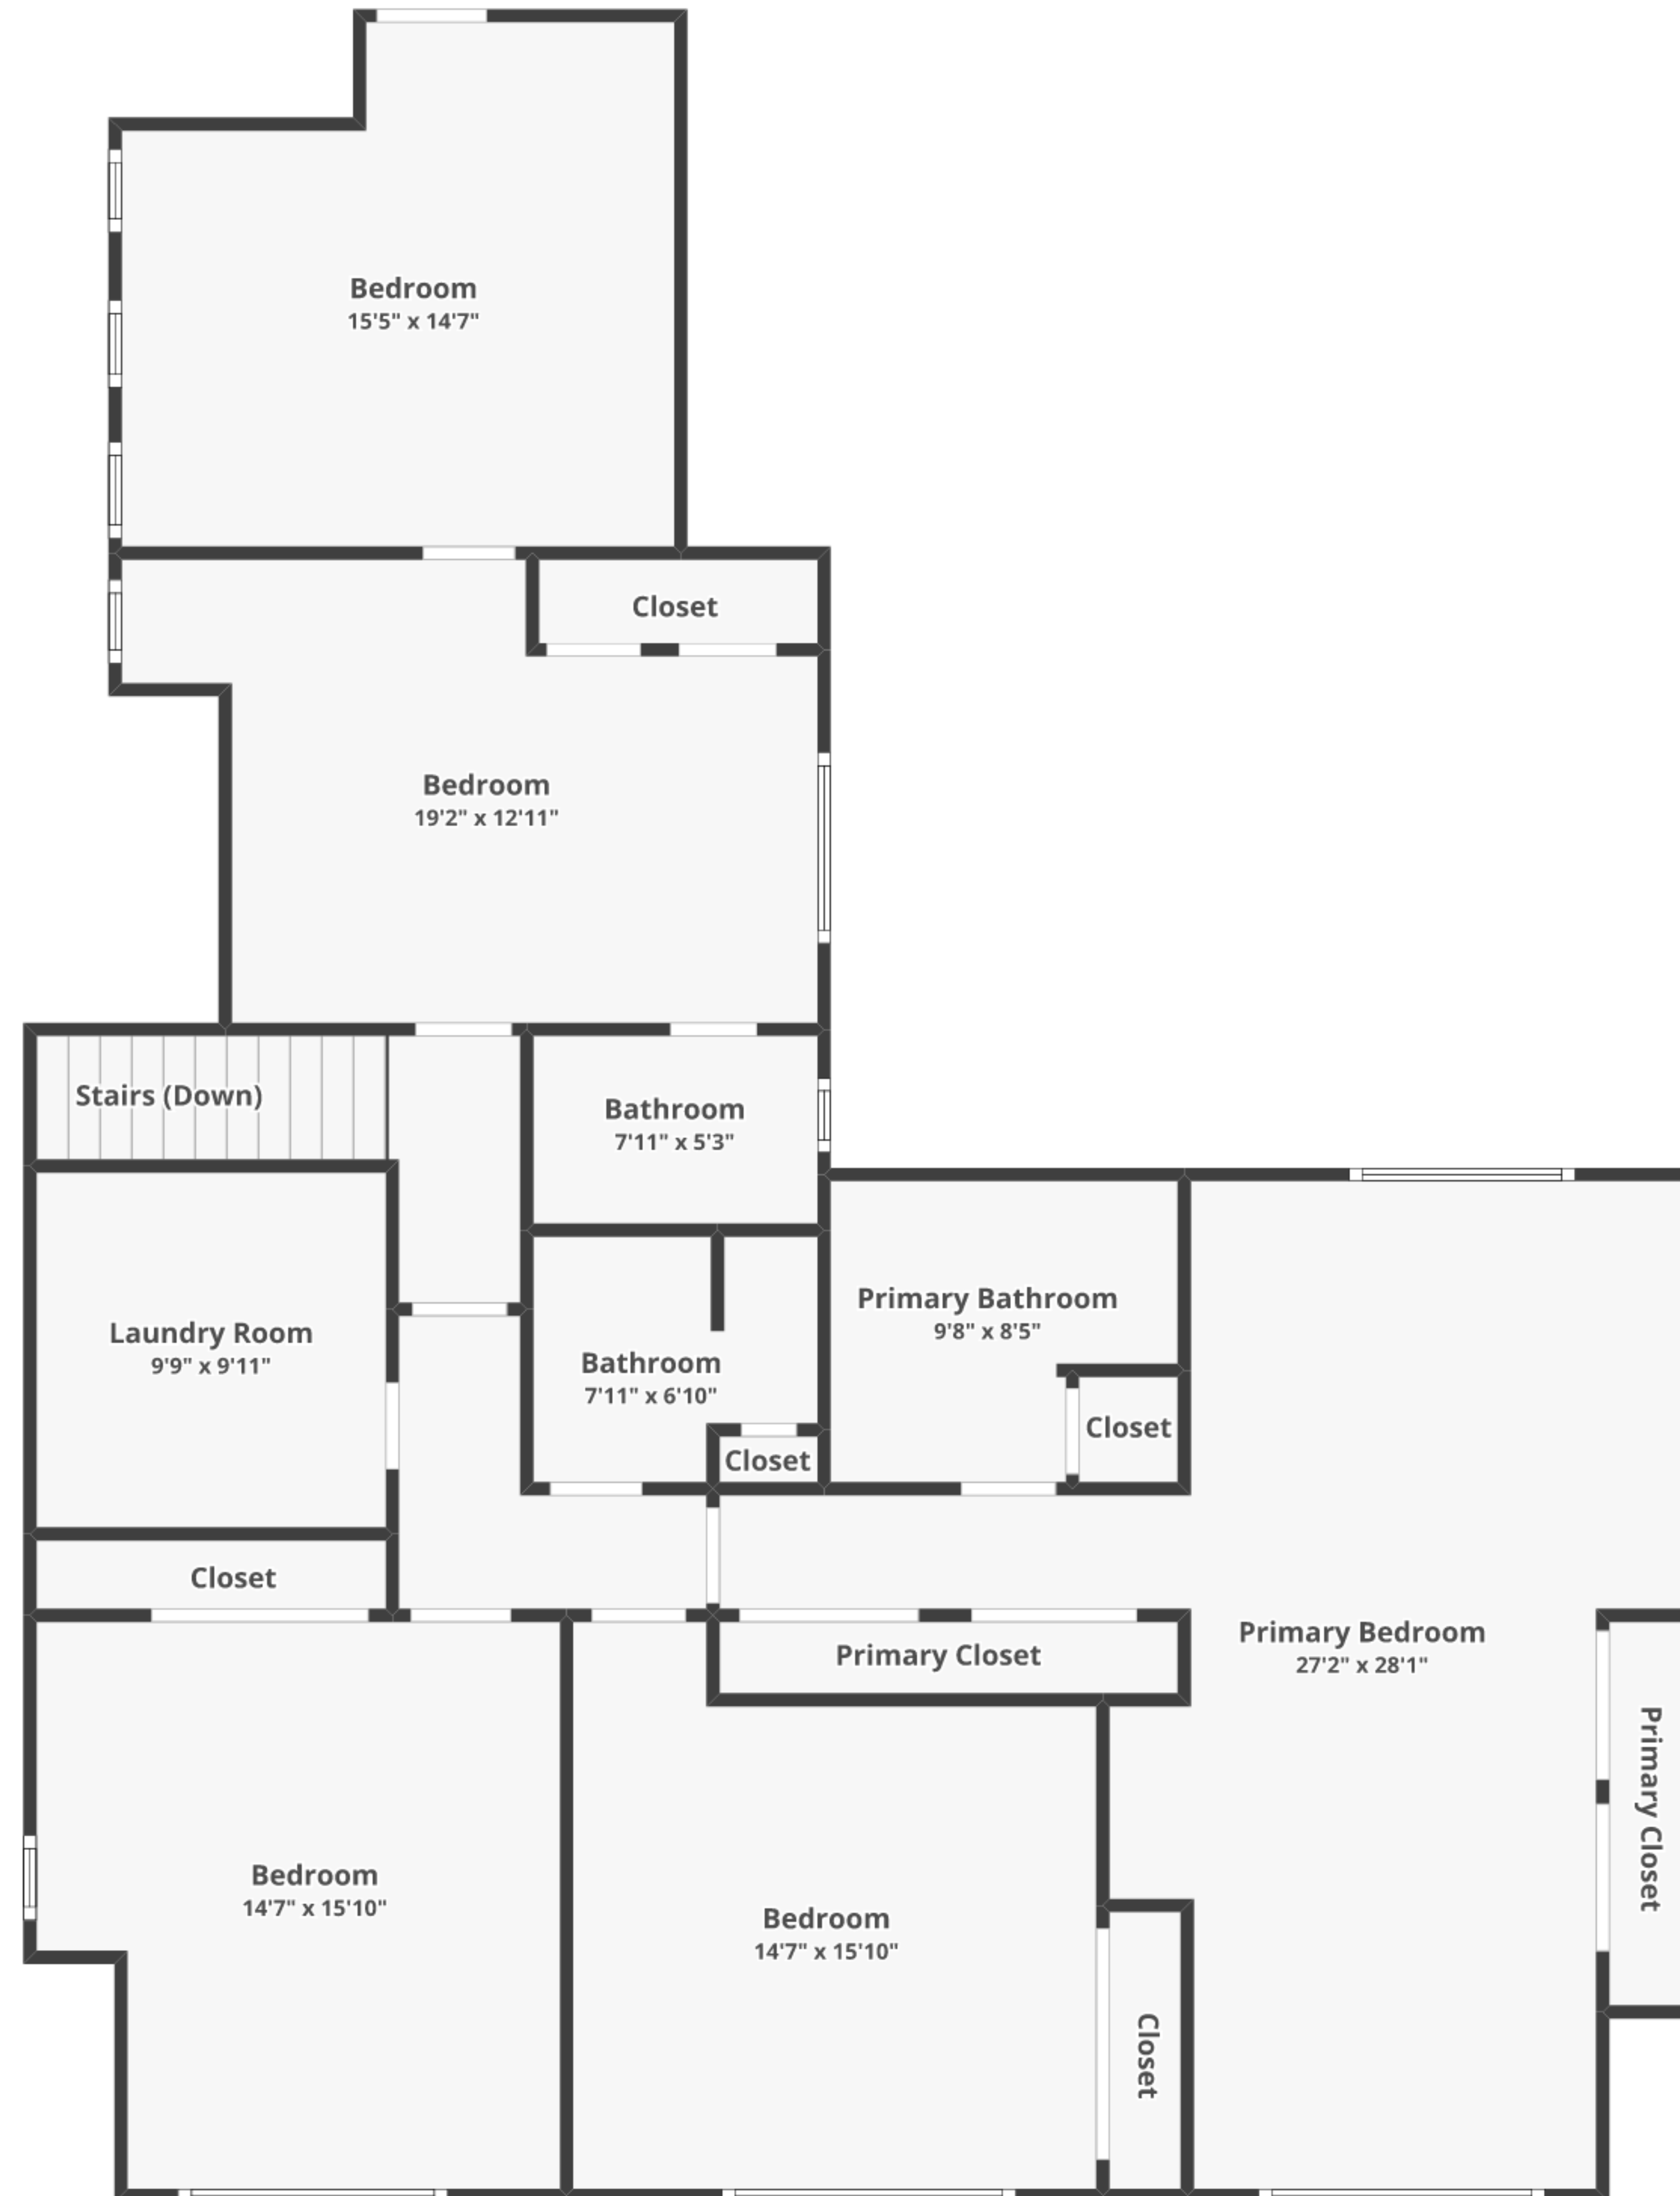 Bedroom
15'5" x 14'7"
Closet
Bedroom
19'2" x 12'11"
Stairs (Down)
Bathroom
7'11" x 5'3"
Primary Bathroom
9'8" x 8'5"
Laundry Room
9'9" x 9'11"
Bathroom
7'11" x 6'10"
Closet
Closet
Closet
Primary Closet
Primary Bedroom
27'2" x 28'1"
Primary Closet
Bedroom
14'7" x 15'10"
Bedroom
14'7" x 15'10"
Closet